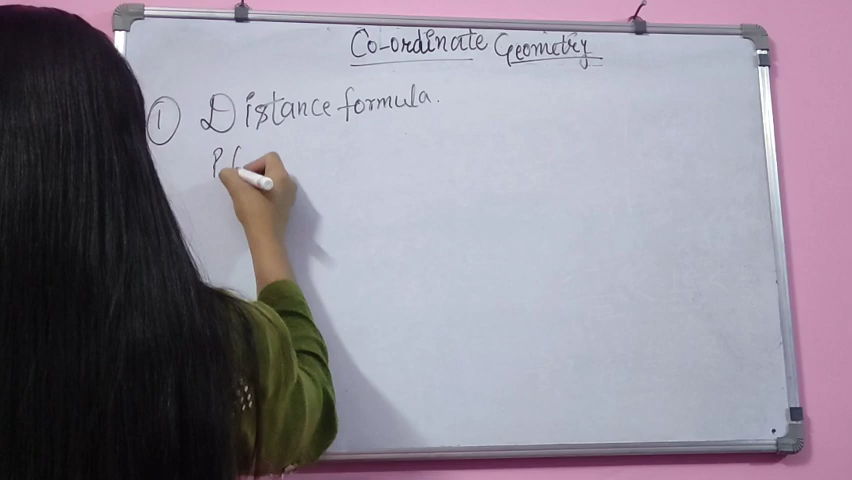 Co-ordinate Geometry
① Distance formula.
P(